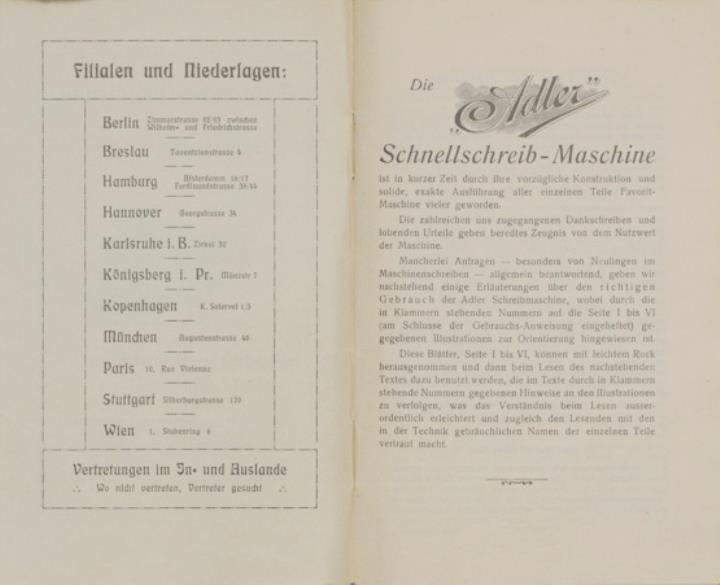 Filialen und Niederlagen:
Berlin Zimmerstrasse 92/93 zwischen
Wilhelm- und Friedrichstrasse
Breslau Tauentzienstrasse 4
Hamburg Alsterdamm 16/17
Ferdinandstrasse 39/44
Hannover Georgstrasse 34
Karlsruhe i. B. Zirkel 32
Königsberg i. Pr. Münzstr 7
Kopenhagen K. Sotorvet 1/3
München Augustenstrasse 40
Paris 10, Rue Vivienne
Stuttgart Silberburgstrasse 120
Wien 1. Stubenring 6
Vertretungen im In- und Auslande
∴ Wo nicht vertreten, Vertreter gesucht ∴
Die „Adler“
Schnellschreib-Maschine
ist in kurzer Zeit durch ihre vorzügliche Konstruktion und
solide, exakte Ausführung aller einzelnen Teile Favorit-
Maschine vieler geworden.
Die zahlreichen uns zugegangenen Dankschreiben und
lobenden Urteile geben beredtes Zeugnis von dem Nutzwert
der Maschine.
Mancherlei Anfragen — besonders von Neulingen im
Maschinenschreiben — allgemein beantwortend, geben wir
nachstehend einige Erläuterungen über den richtigen
Gebrauch der Adler Schreibmaschine, wobei durch die
in Klammern stehenden Nummern auf die Seite I bis VI
(am Schlusse der Gebrauchs-Anweisung eingeheftet) ge-
gegebenen Illustrationen zur Orientierung hingewiesen ist.
Diese Blätter, Seite I bis VI, können mit leichtem Ruck
herausgenommen und dann beim Lesen des nachstehenden
Textes dazu benutzt werden, die im Texte durch in Klammern
stehende Nummern gegebenen Hinweise an den Illustrationen
zu verfolgen, was das Verständnis beim Lesen ausser-
ordentlich erleichtert und zugleich den Lesenden mit den
in der Technik gebräuchlichen Namen der einzelnen Teile
vertraut macht.